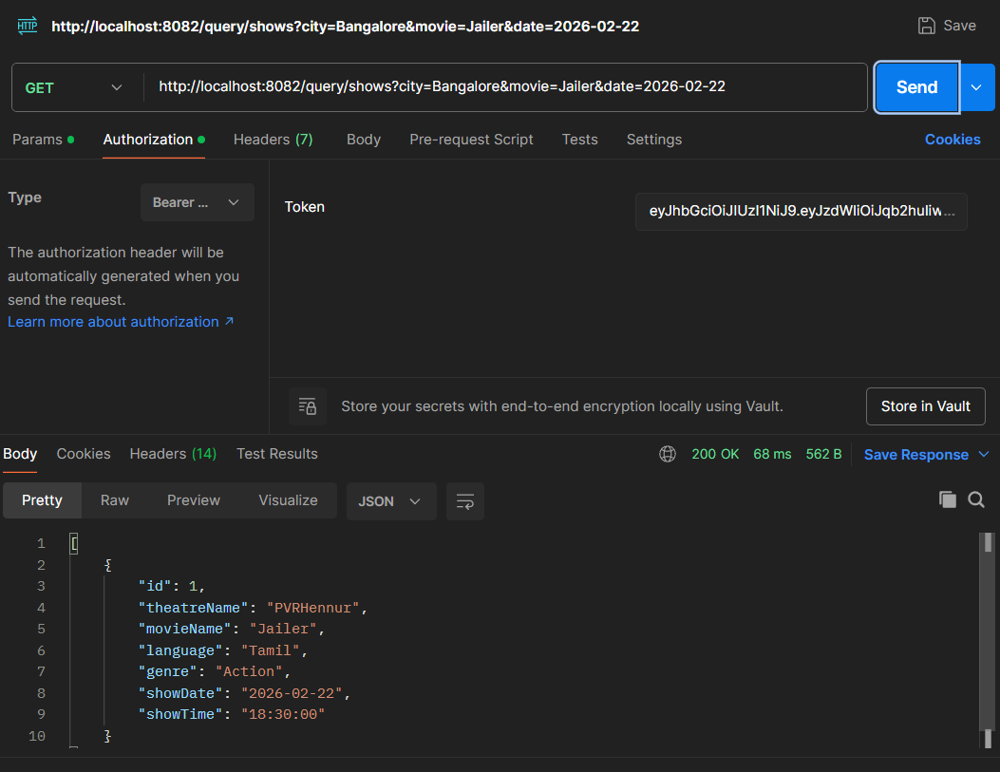 HTTP http://localhost:8082/query/shows?city=Bangalore&movie=Jailer&date=2026-02-22 Save
GET http://localhost:8082/query/shows?city=Bangalore&movie=Jailer&date=2026-02-22 Send
Params Authorization Headers (7) Body Pre-request Script Tests Settings Cookies
Type Bearer ... Token eyJhbGciOiJIUzI1NiJ9.eyJzdWIiOiJqb2huIiw...
The authorization header will be
automatically generated when you
send the request.
Learn more about authorization ↗
Store your secrets with end-to-end encryption locally using Vault. Store in Vault
Body Cookies Headers (14) Test Results 200 OK 68 ms 562 B Save Response
Pretty Raw Preview Visualize JSON
1 [
2 {
3 "id": 1,
4 "theatreName": "PVRHennur",
5 "movieName": "Jailer",
6 "language": "Tamil",
7 "genre": "Action",
8 "showDate": "2026-02-22",
9 "showTime": "18:30:00"
10 }